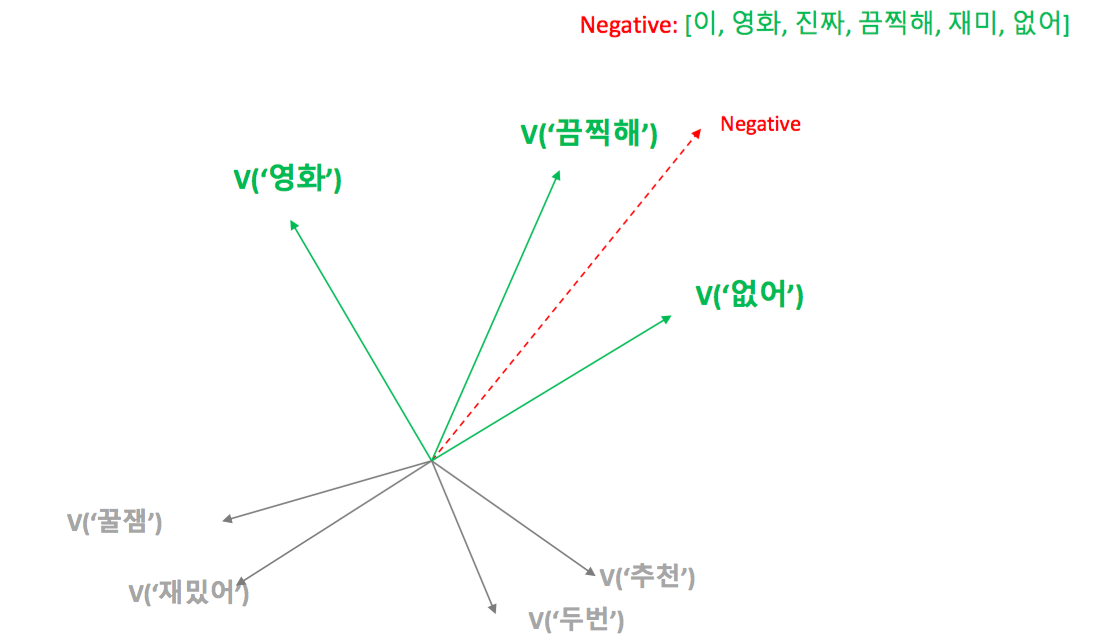 Negative: [이, 영화, 진짜, 끔찍해, 재미, 없어]
Negative
V(‘끔찍해’)
V(‘영화’)
V(‘없어’)
V(‘꿀잼’)
V(‘재밌어’)
V(‘추천’)
V(‘두번’)